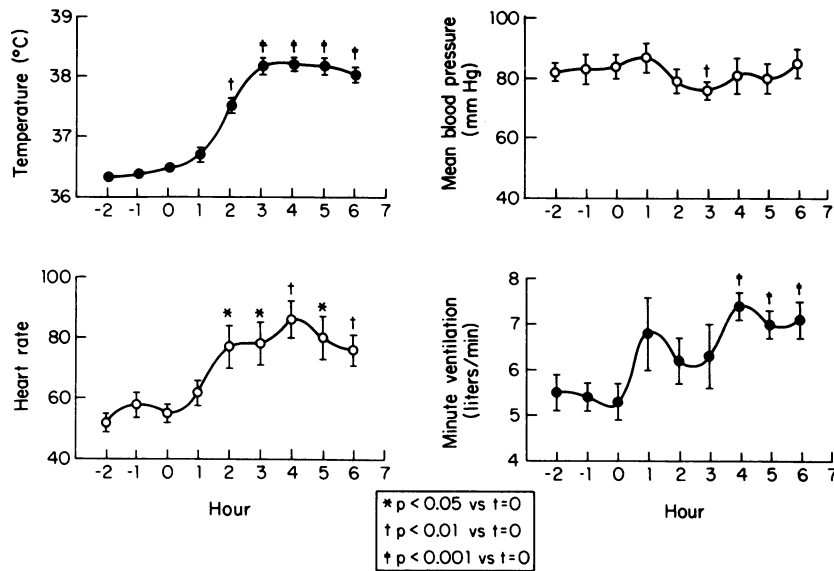 Temperature (°C)
39
38
37
36
† ‡ ‡ ‡ ‡
-2 -1 0 1 2 3 4 5 6 7
Mean blood pressure
(mm Hg)
100
80
60
40
†
-2 -1 0 1 2 3 4 5 6 7
Heart rate
100
80
60
40
* * † * †
-2 -1 0 1 2 3 4 5 6 7
Hour
Minute ventilation
(liters/min)
8
7
6
5
4
‡ ‡ ‡
-2 -1 0 1 2 3 4 5 6 7
Hour
* p < 0.05 vs t=0
† p < 0.01 vs t=0
‡ p < 0.001 vs t=0